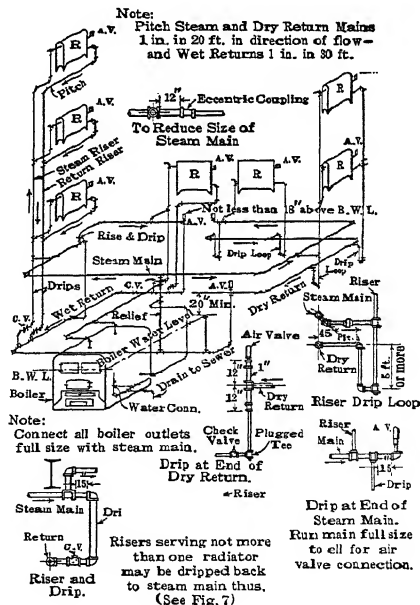 Note:
Pitch Steam and Dry Return Mains
1 in. in 20 ft. in direction of flow—
and Wet Returns 1 in. in 30 ft.
R
A.V.
Pitch
12"
Eccentric Coupling
To Reduce Size of
Steam Main
R
A.V.
Steam Riser
Return Riser
R
A.V.
R
A.V.
R
A.V.
R
R
A.V.
A.V.
Not less than 18" above B.W.L.
Rise & Drip
Steam Main
Drip Loop
Drip
Loop
Drips
Wet Return
C.V.
A.V.
Dry Return
C.V.
20" Min.
Relief
Boiler Water Level
Drain to Sewer
B.W.L.
Boiler
Water Conn.
Riser
Steam Main
45°
Dry
Return
5 ft.
or more
Riser Drip Loop
Air Valve
1"
12"
12"
Dry
Return
Check
Valve
Plugged
Tee
Drip at End of
Dry Return.
Note:
Connect all boiler outlets
full size with steam main.
Riser
Main
A.V.
15
Drip
Drip at End of
Steam Main.
Run main full size
to ell for air
valve connection.
15
Steam Main
Dri
Return
C.V.
Riser and
Drip.
Riser
Risers serving not more
than one radiator
may be dripped back
to steam main thus,
(See Fig. 7)